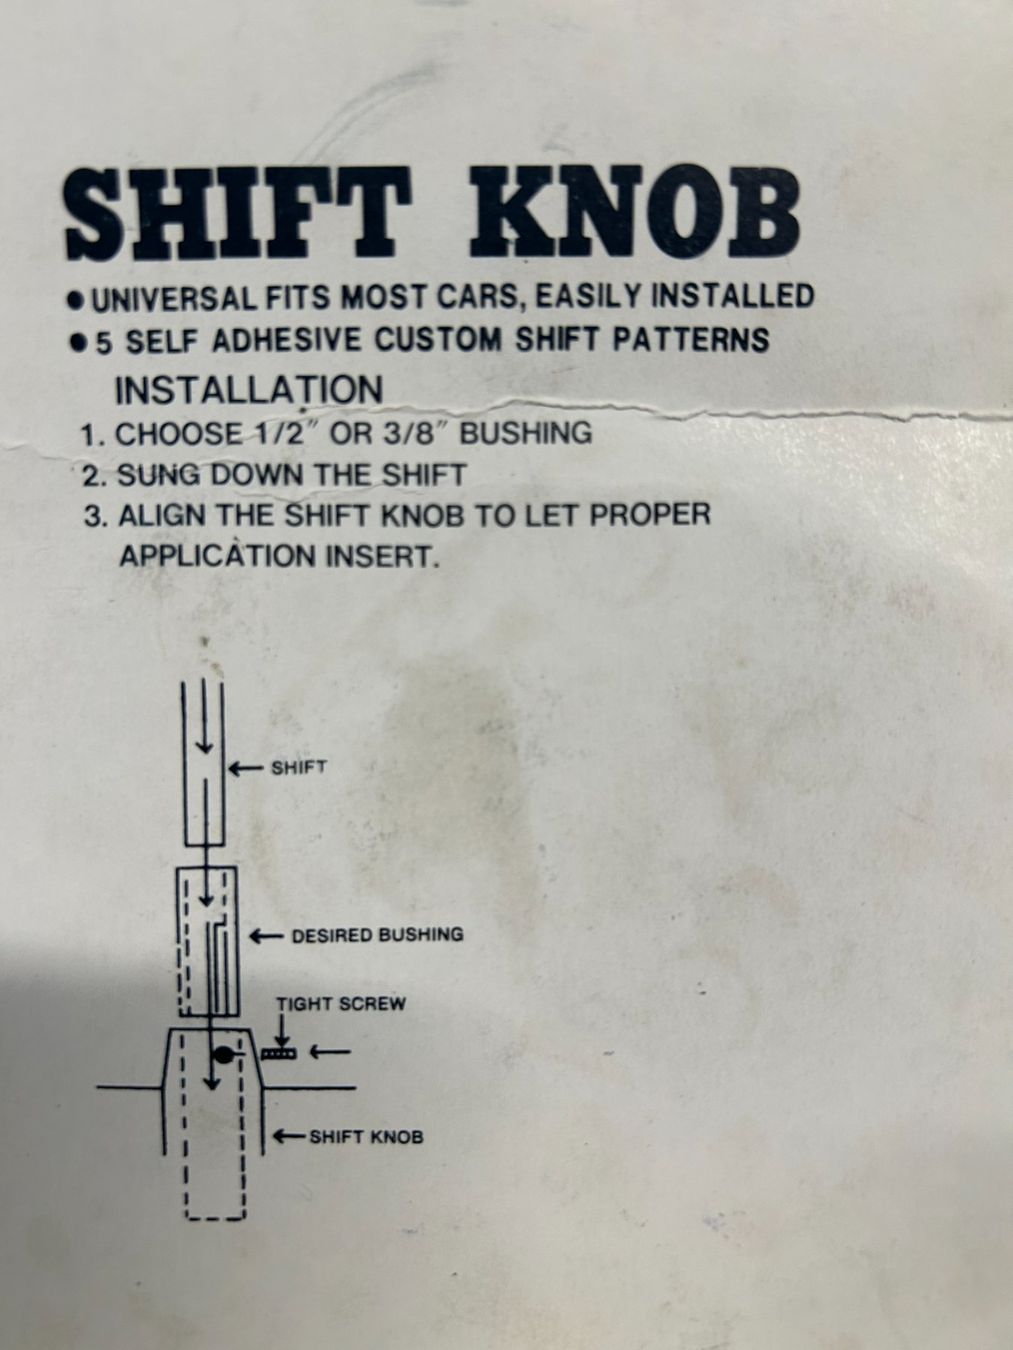 SHIFT KNOB
● UNIVERSAL FITS MOST CARS, EASILY INSTALLED
● 5 SELF ADHESIVE CUSTOM SHIFT PATTERNS
INSTALLATION
1. CHOOSE 1/2″ OR 3/8″ BUSHING
2. SUNG DOWN THE SHIFT
3. ALIGN THE SHIFT KNOB TO LET PROPER
APPLICATION INSERT.
SHIFT
DESIRED BUSHING
TIGHT SCREW
SHIFT KNOB